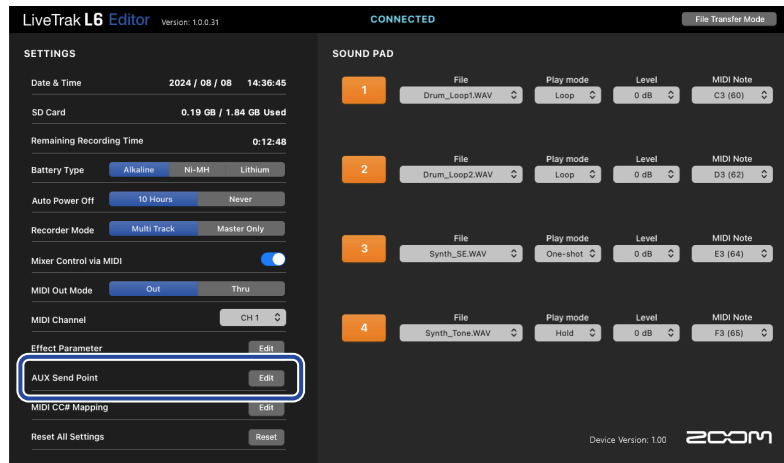 LiveTrak L6 Editor Version: 1.0.0.31 CONNECTED File Transfer Mode
SETTINGS
Date & Time 2024 / 08 / 08 14:36:45
SD Card 0.19 GB / 1.84 GB Used
Remaining Recording Time 0:12:48
Battery Type Alkaline Ni-MH Lithium
Auto Power Off 10 Hours Never
Recorder Mode Multi Track Master Only
Mixer Control via MIDI
MIDI Out Mode Out Thru
MIDI Channel CH 1
Effect Parameter Edit
AUX Send Point Edit
MIDI CC# Mapping Edit
Reset All Settings Reset
SOUND PAD
File Play mode Level MIDI Note
1 Drum_Loop1.WAV Loop 0 dB C3 (60)
File Play mode Level MIDI Note
2 Drum_Loop2.WAV Loop 0 dB D3 (62)
File Play mode Level MIDI Note
3 Synth_SE.WAV One-shot 0 dB E3 (64)
File Play mode Level MIDI Note
4 Synth_Tone.WAV Hold 0 dB F3 (65)
Device Version: 1.00 ZOOM